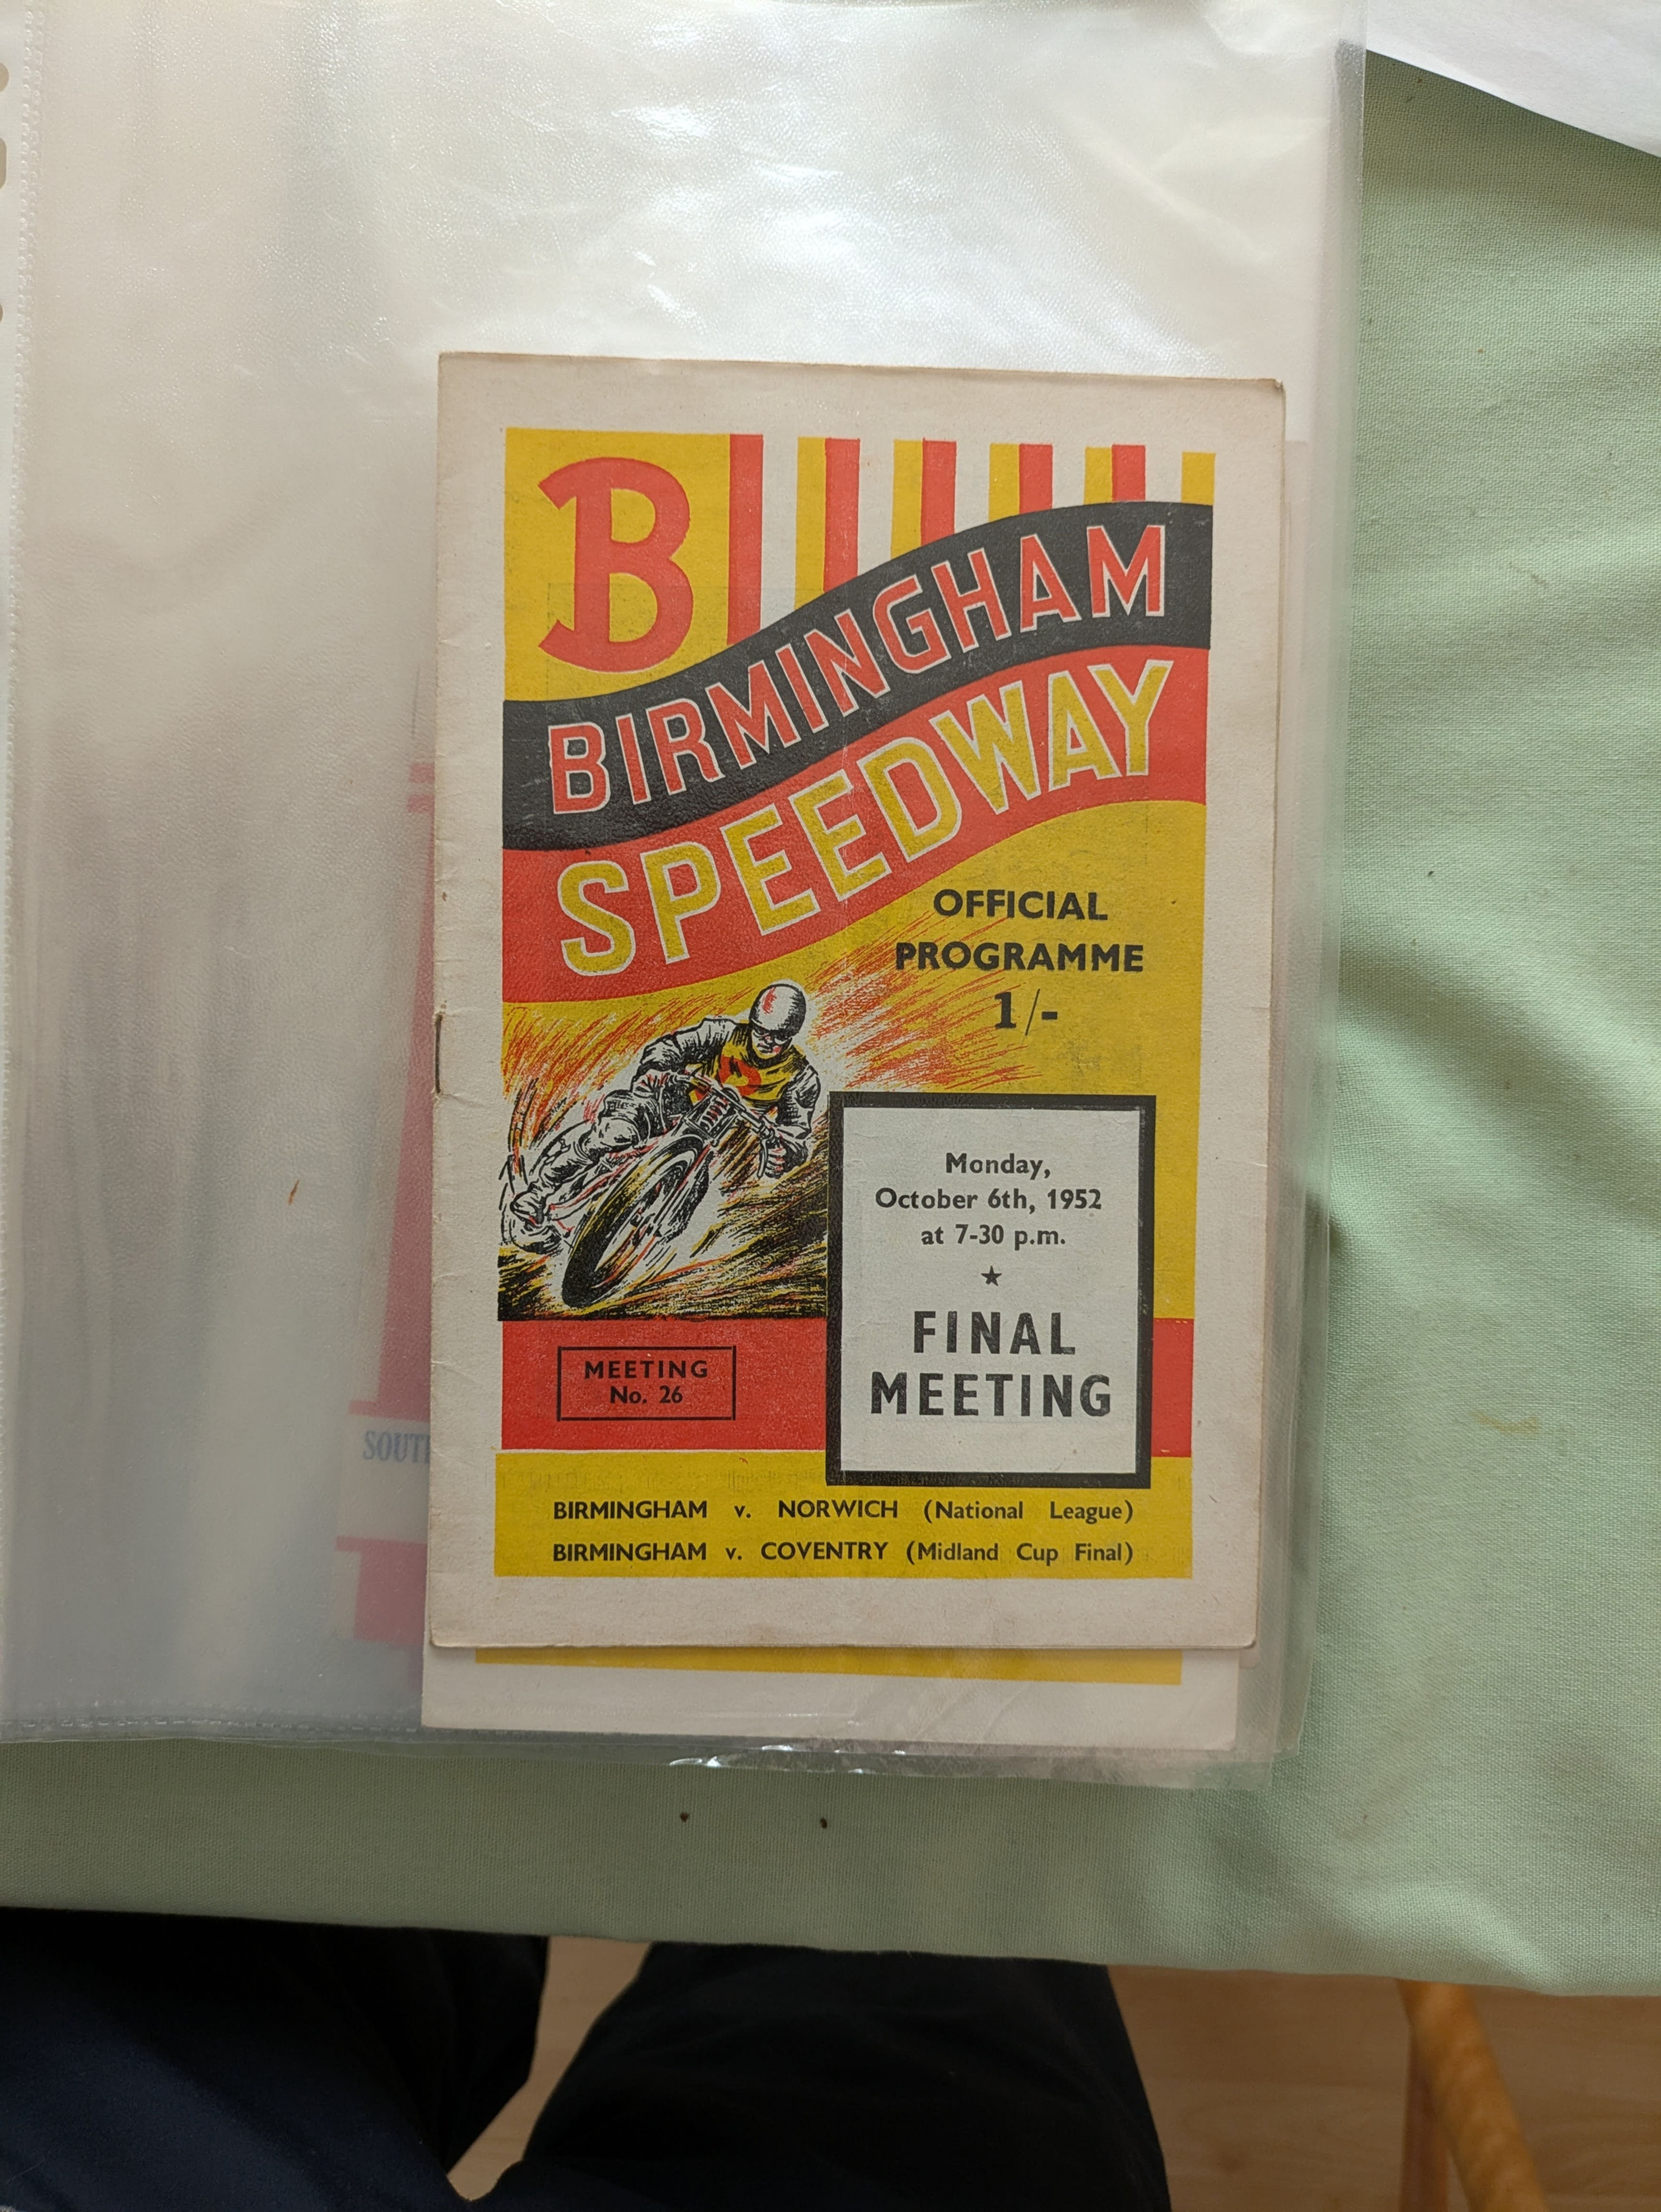 B
BIRMINGHAM
SPEEDWAY
OFFICIAL
PROGRAMME
1/-
Monday,
October 6th, 1952
at 7-30 p.m.
★
FINAL
MEETING
MEETING
No. 26
SOUT
BIRMINGHAM v. NORWICH (National League)
BIRMINGHAM v. COVENTRY (Midland Cup Final)